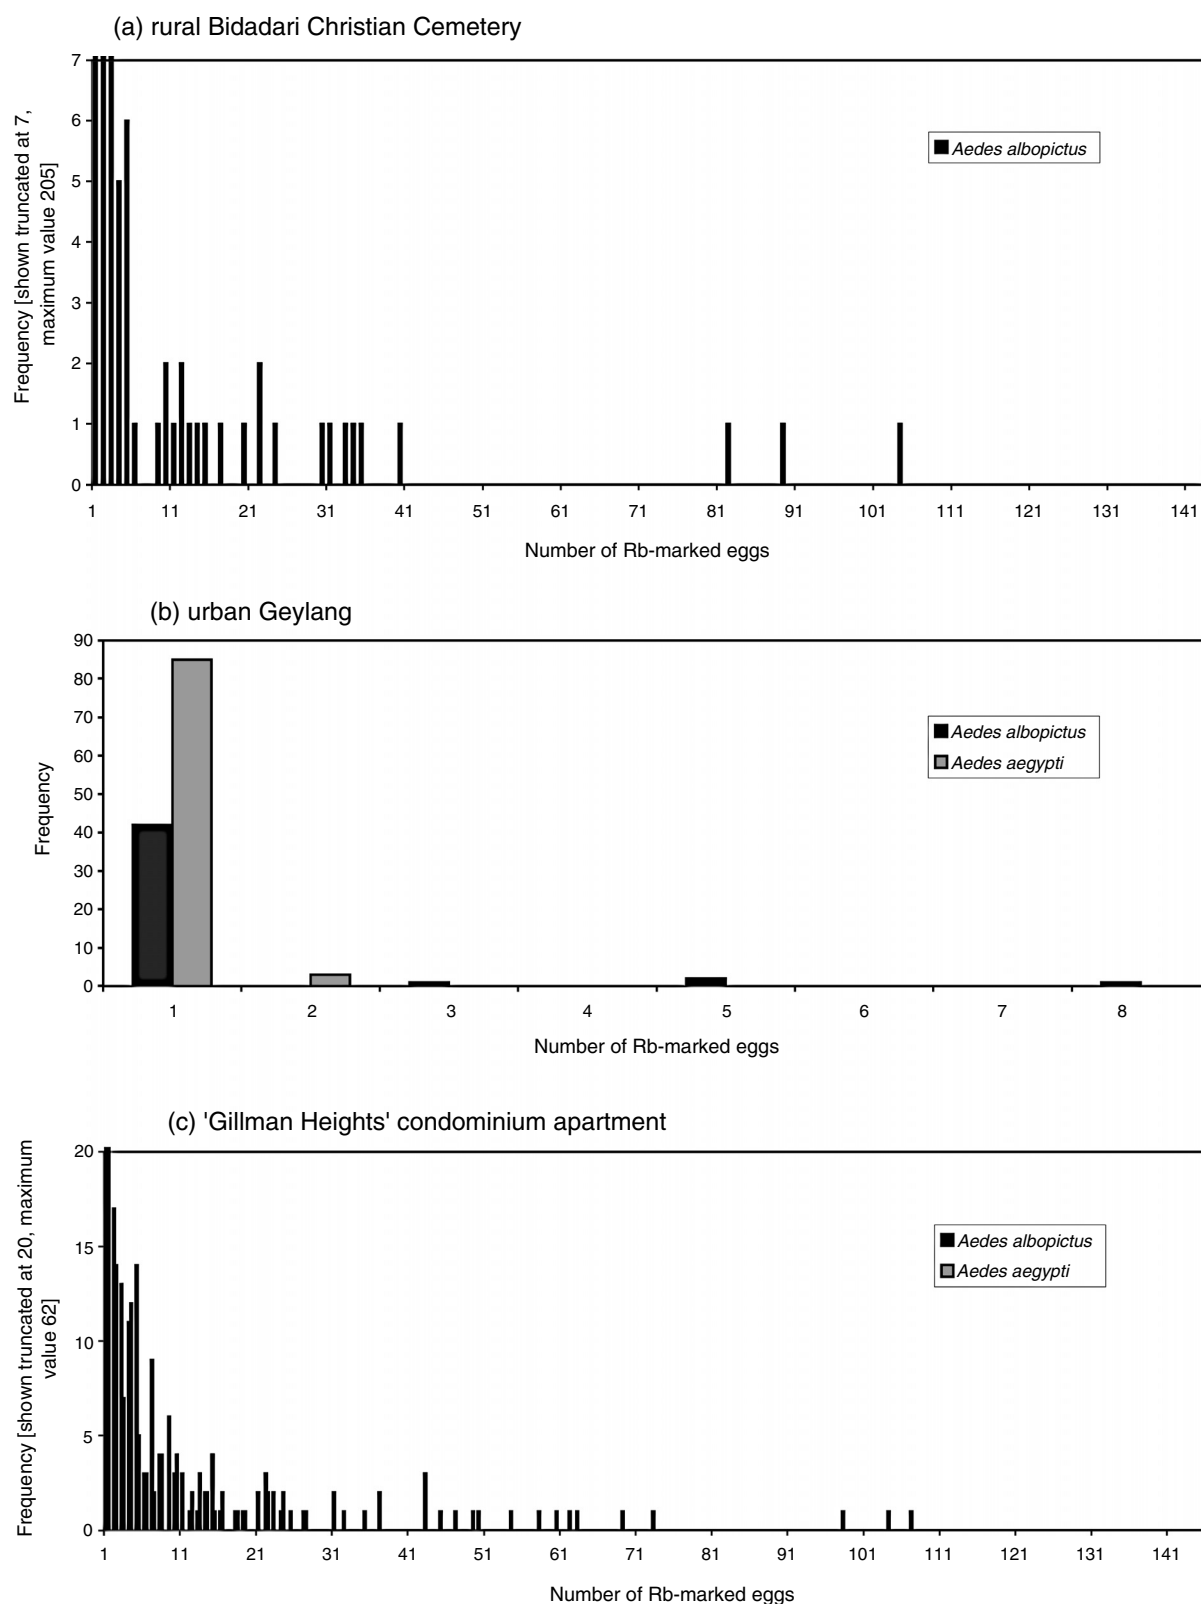 (a) rural Bidadari Christian Cemetery
Frequency [shown truncated at 7,
maximum value 205]
7
6
5
4
3
2
1
0
Aedes albopictus
1 11 21 31 41 51 61 71 81 91 101 111 121 131 141
Number of Rb-marked eggs
(b) urban Geylang
Frequency
90
80
70
60
50
40
30
20
10
0
Aedes albopictus
Aedes aegypti
1 2 3 4 5 6 7 8
Number of Rb-marked eggs
(c) 'Gillman Heights' condominium apartment
Frequency [shown truncated at 20, maximum
value 62]
20
15
10
5
0
Aedes albopictus
Aedes aegypti
1 11 21 31 41 51 61 71 81 91 101 111 121 131 141
Number of Rb-marked eggs